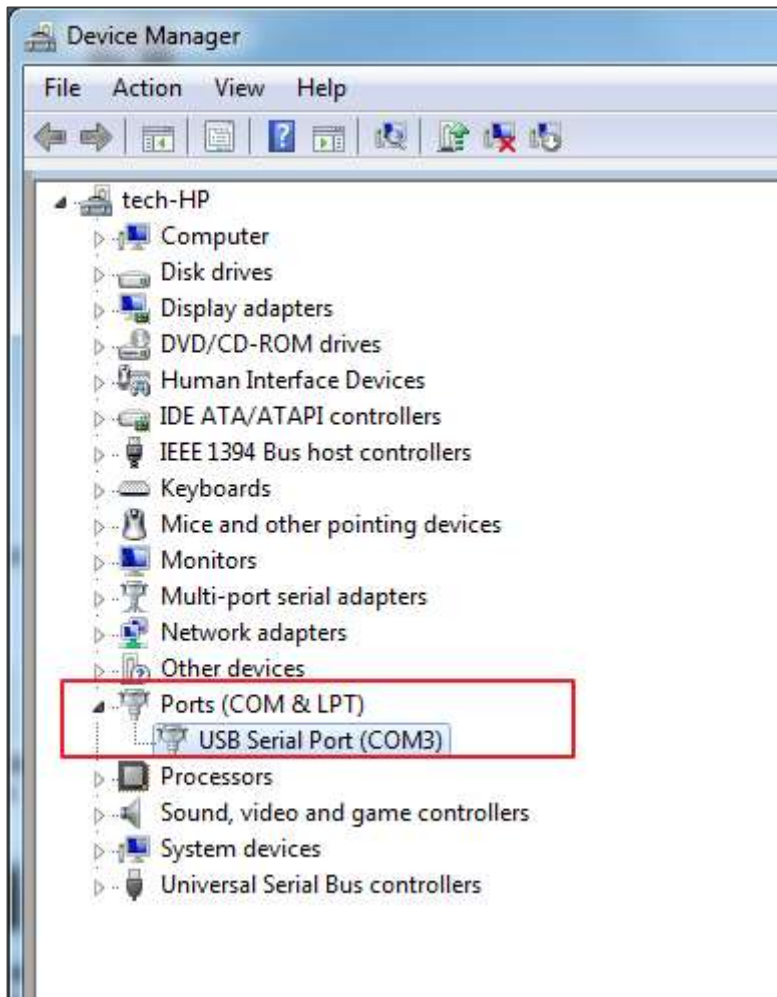 Device Manager
File Action View Help
tech-HP
Computer
Disk drives
Display adapters
DVD/CD-ROM drives
Human Interface Devices
IDE ATA/ATAPI controllers
IEEE 1394 Bus host controllers
Keyboards
Mice and other pointing devices
Monitors
Multi-port serial adapters
Network adapters
Other devices
Ports (COM & LPT)
USB Serial Port (COM3)
Processors
Sound, video and game controllers
System devices
Universal Serial Bus controllers